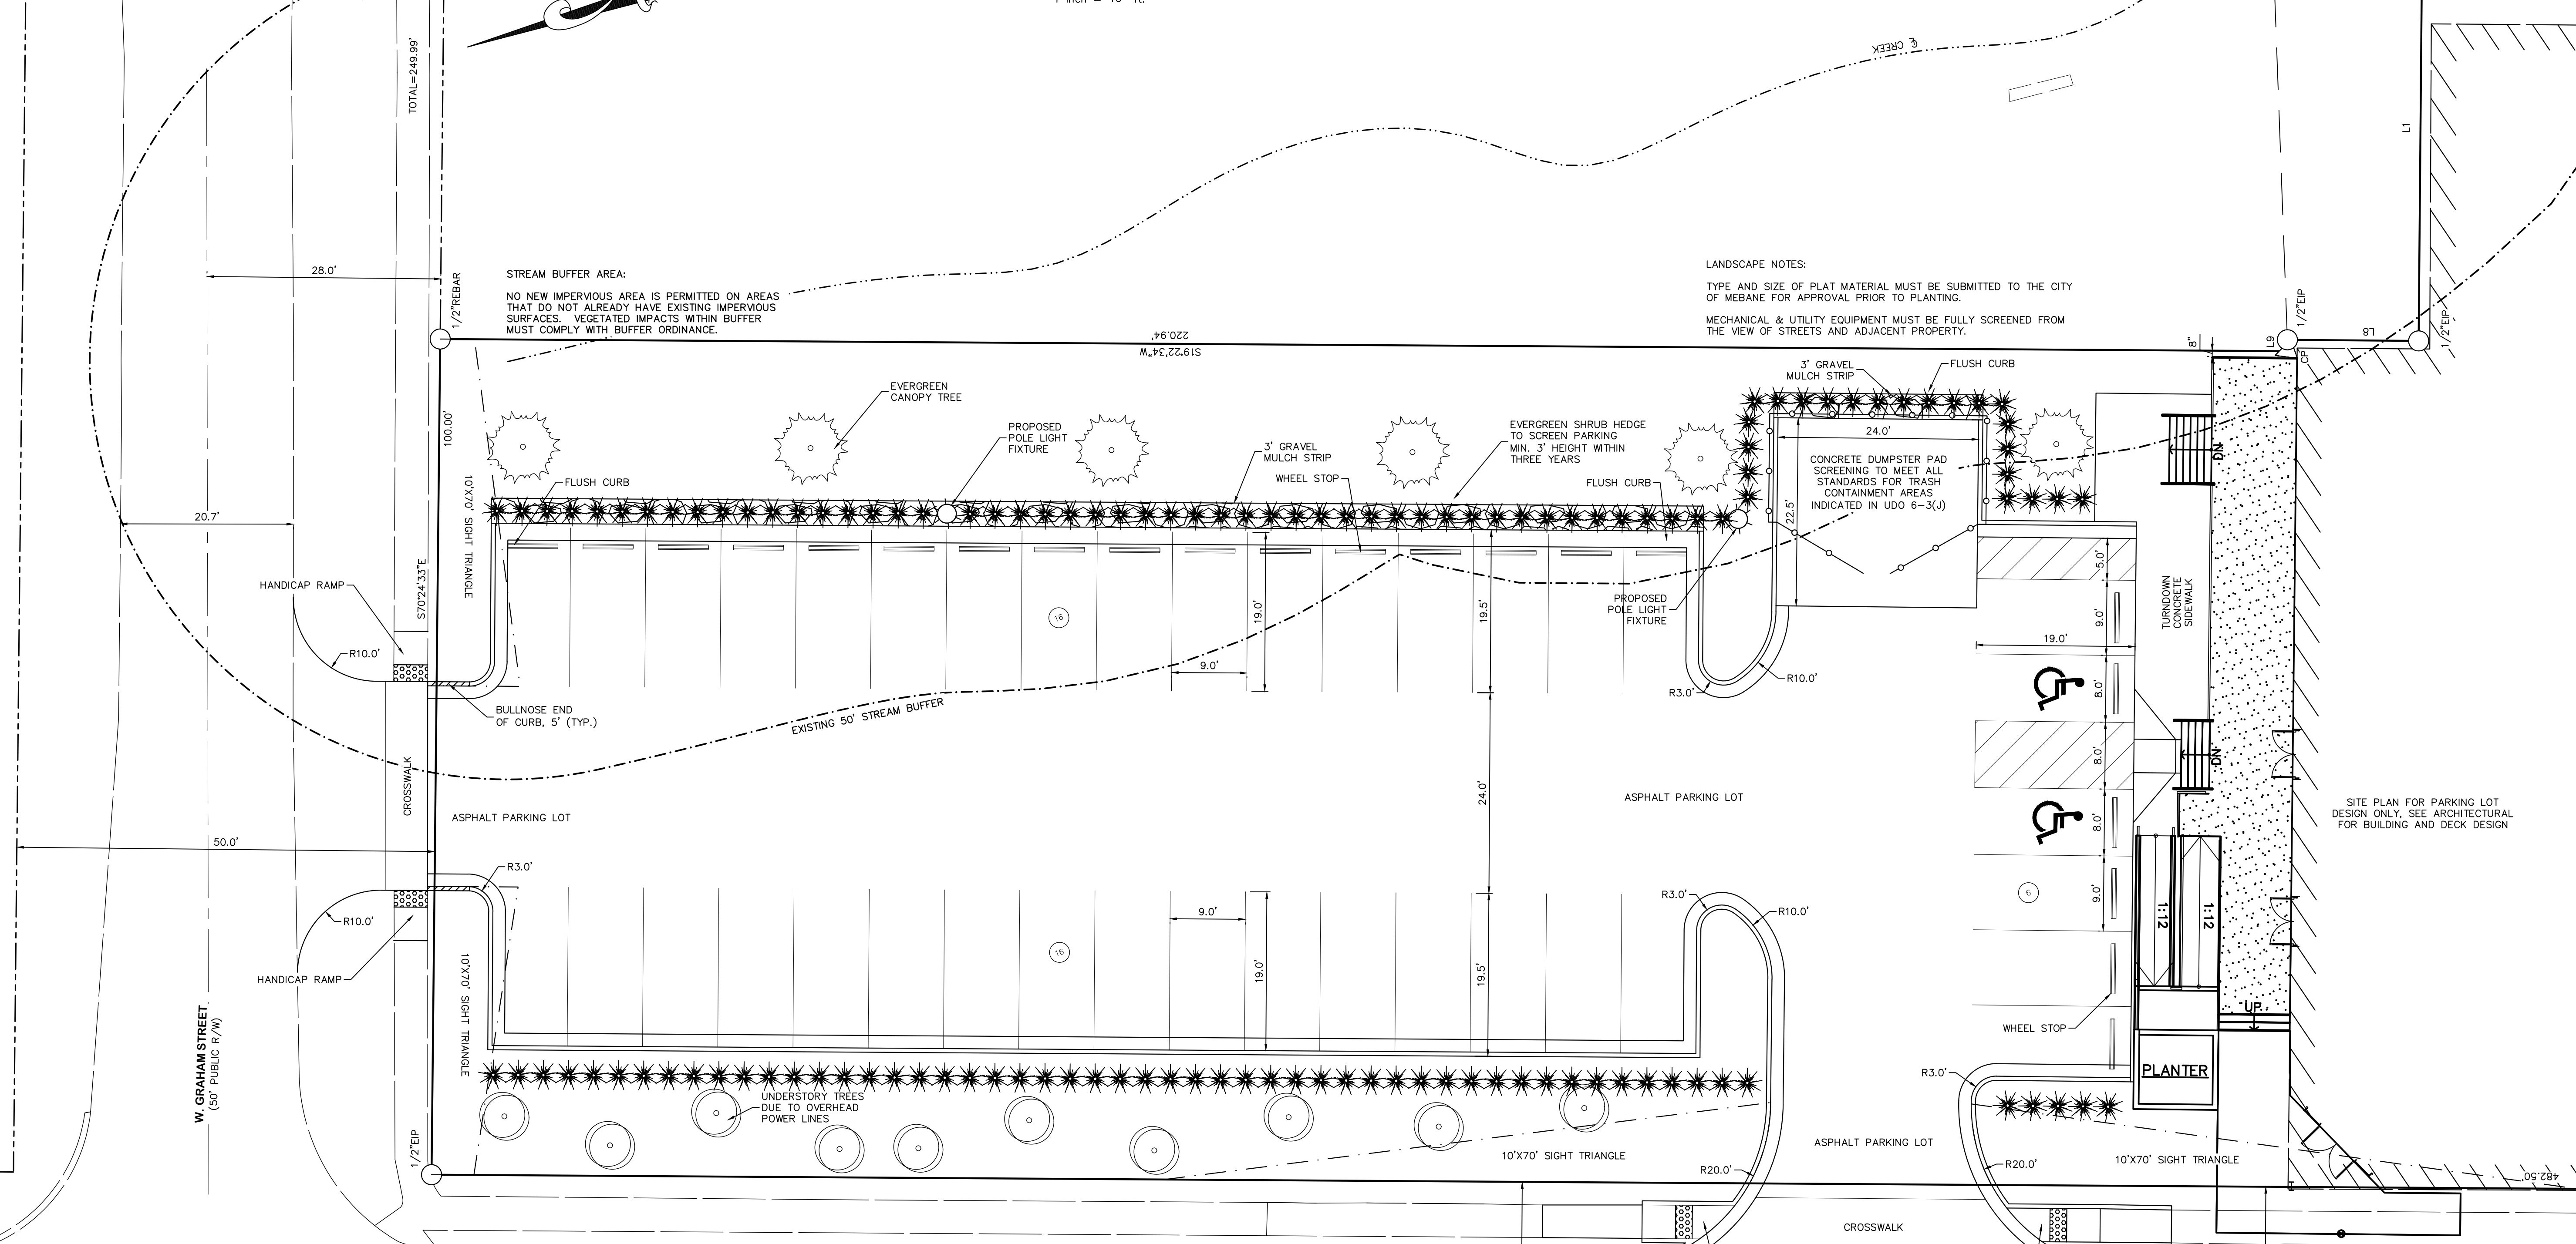 1 inch = 10 ft.
TOTAL=249.99'
℄ CREEK
L1
28.0'
1/2"REBAR
STREAM BUFFER AREA:
NO NEW IMPERVIOUS AREA IS PERMITTED ON AREAS
THAT DO NOT ALREADY HAVE EXISTING IMPERVIOUS
SURFACES.  VEGETATED IMPACTS WITHIN BUFFER
MUST COMPLY WITH BUFFER ORDINANCE.
220.94'
S19°22'34"W
LANDSCAPE NOTES:
TYPE AND SIZE OF PLAT MATERIAL MUST BE SUBMITTED TO THE CITY
OF MEBANE FOR APPROVAL PRIOR TO PLANTING.
MECHANICAL & UTILITY EQUIPMENT MUST BE FULLY SCREENED FROM
THE VIEW OF STREETS AND ADJACENT PROPERTY.
8"
L9
1/2"EIP
CP
L8
1/2"EIP
100.00'
S70°24'33"E
EVERGREEN
CANOPY TREE
PROPOSED
POLE LIGHT
FIXTURE
3' GRAVEL
MULCH STRIP
WHEEL STOP
EVERGREEN SHRUB HEDGE
TO SCREEN PARKING
MIN. 3' HEIGHT WITHIN
THREE YEARS
FLUSH CURB
3' GRAVEL
MULCH STRIP
FLUSH CURB
24.0'
CONCRETE DUMPSTER PAD
SCREENING TO MEET ALL
STANDARDS FOR TRASH
CONTAINMENT AREAS
INDICATED IN UDO 6-3(J)
22.5'
DN
FLUSH CURB
10'X70' SIGHT TRIANGLE
20.7'
HANDICAP RAMP
R10.0'
BULLNOSE END
OF CURB, 5' (TYP.)
16
19.0'
9.0'
19.5'
PROPOSED
POLE LIGHT
FIXTURE
R3.0'
R10.0'
EXISTING 50' STREAM BUFFER
5.0'
9.0'
19.0'
8.0'
8.0'
8.0'
9.0'
TURNDOWN
CONCRETE
SIDEWALK
DN
CROSSWALK
ASPHALT PARKING LOT
24.0'
ASPHALT PARKING LOT
SITE PLAN FOR PARKING LOT
DESIGN ONLY, SEE ARCHITECTURAL
FOR BUILDING AND DECK DESIGN
50.0'
R3.0'
R10.0'
HANDICAP RAMP
10'X70' SIGHT TRIANGLE
9.0'
16
19.0'
19.5'
R3.0'
R10.0'
6
1:12
1:12
UP
WHEEL STOP
R3.0'
PLANTER
W. GRAHAM STREET
(50' PUBLIC R/W)
UNDERSTORY TREES
DUE TO OVERHEAD
POWER LINES
1/2"EIP
10'X70' SIGHT TRIANGLE
R20.0'
ASPHALT PARKING LOT
R20.0'
10'X70' SIGHT TRIANGLE
482.50'
CROSSWALK